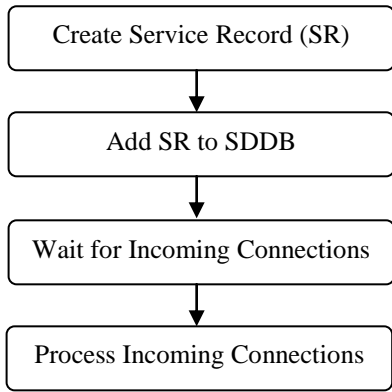 Create Service Record (SR)
Add SR to SDDB
Wait for Incoming Connections
Process Incoming Connections